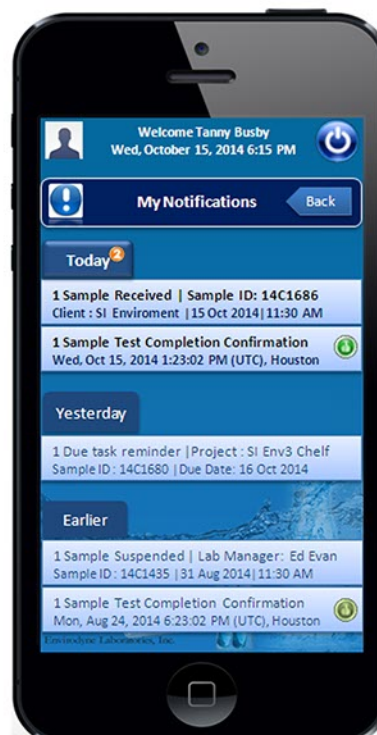 Welcome Tanny Busby
Wed, October 15, 2014 6:15 PM
My Notifications
Back
Today 2
1 Sample Received | Sample ID: 14C1686
Client : SI Enviroment |15 Oct 2014|11:30 AM
1 Sample Test Completion Confirmation
Wed, Oct 15, 2014 1:23:02 PM (UTC), Houston
Yesterday
1 Due task reminder |Project : SI Env3 Chelf
Sample ID : 14C1680 |Due Date: 16 Oct 2014
Earlier
1 Sample Suspended | Lab Manager: Ed Evan
Sample ID : 14C1435 |31 Aug 2014|11:30 AM
1 Sample Test Completion Confirmation
Mon, Aug 24, 2014 6:23:02 PM (UTC), Houston
Envirodyne Laboratories, Inc.